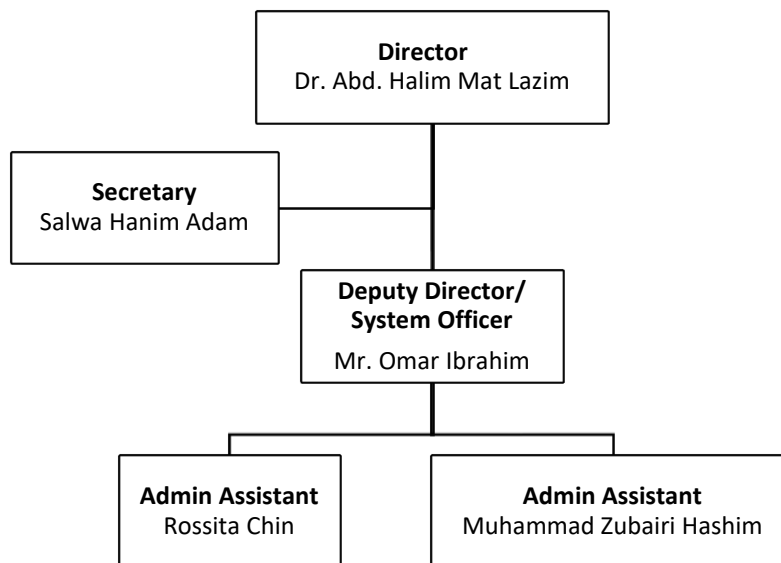 Director
Dr. Abd. Halim Mat Lazim
Secretary
Salwa Hanim Adam
Deputy Director/
System Officer
Mr. Omar Ibrahim
Admin Assistant
Rossita Chin
Admin Assistant
Muhammad Zubairi Hashim